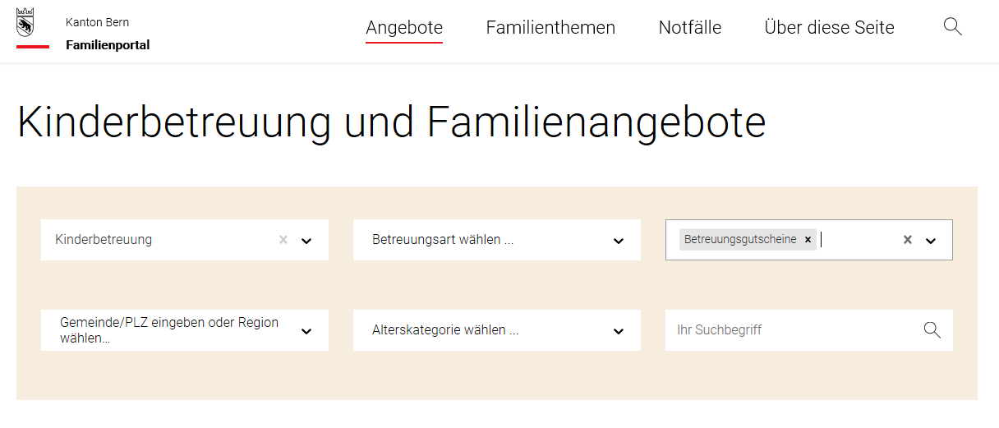 Kanton Bern
Familienportal
Angebote
Familienthemen
Notfälle
Über diese Seite
Kinderbetreuung und Familienangebote
Kinderbetreuung
Betreuungsart wählen ...
Betreuungsgutscheine
Gemeinde/PLZ eingeben oder Region
wählen...
Alterskategorie wählen ...
Ihr Suchbegriff